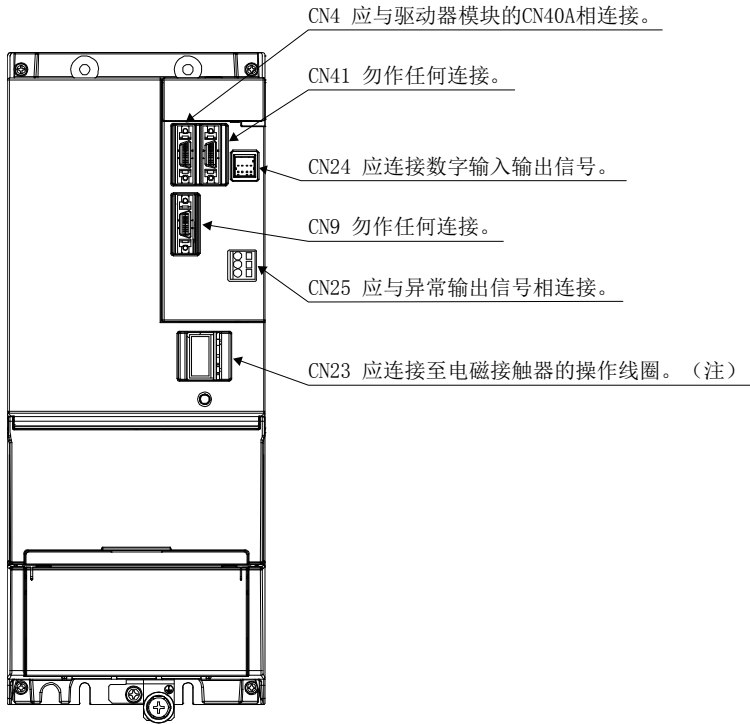 CN4 应与驱动器模块的CN40A相连接。
CN41 勿作任何连接。
CN24 应连接数字输入输出信号。
CN9 勿作任何连接。
CN25 应与异常输出信号相连接。
CN23 应连接至电磁接触器的操作线圈。（注）